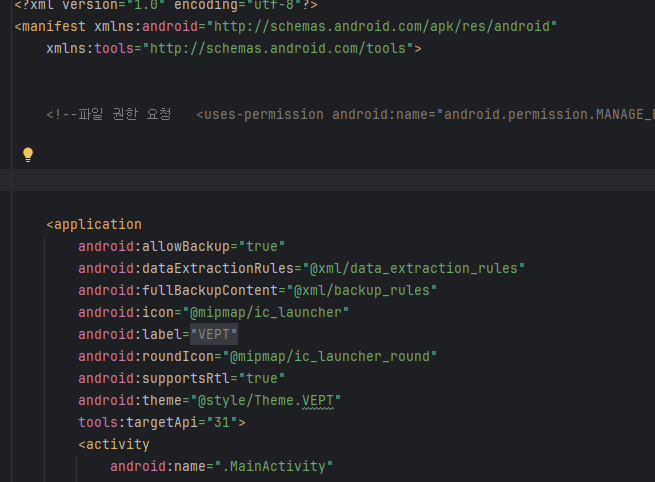 <?xml version="1.0" encoding="utf-8"?>
<manifest xmlns:android="http://schemas.android.com/apk/res/android"
xmlns:tools="http://schemas.android.com/tools">
<!--파일 권한 요청 <uses-permission android:name="android.permission.MANAGE_
<application
android:allowBackup="true"
android:dataExtractionRules="@xml/data_extraction_rules"
android:fullBackupContent="@xml/backup_rules"
android:icon="@mipmap/ic_launcher"
android:label="VEPT"
android:roundIcon="@mipmap/ic_launcher_round"
android:supportsRtl="true"
android:theme="@style/Theme.VEPT"
tools:targetApi="31">
<activity
android:name=".MainActivity"